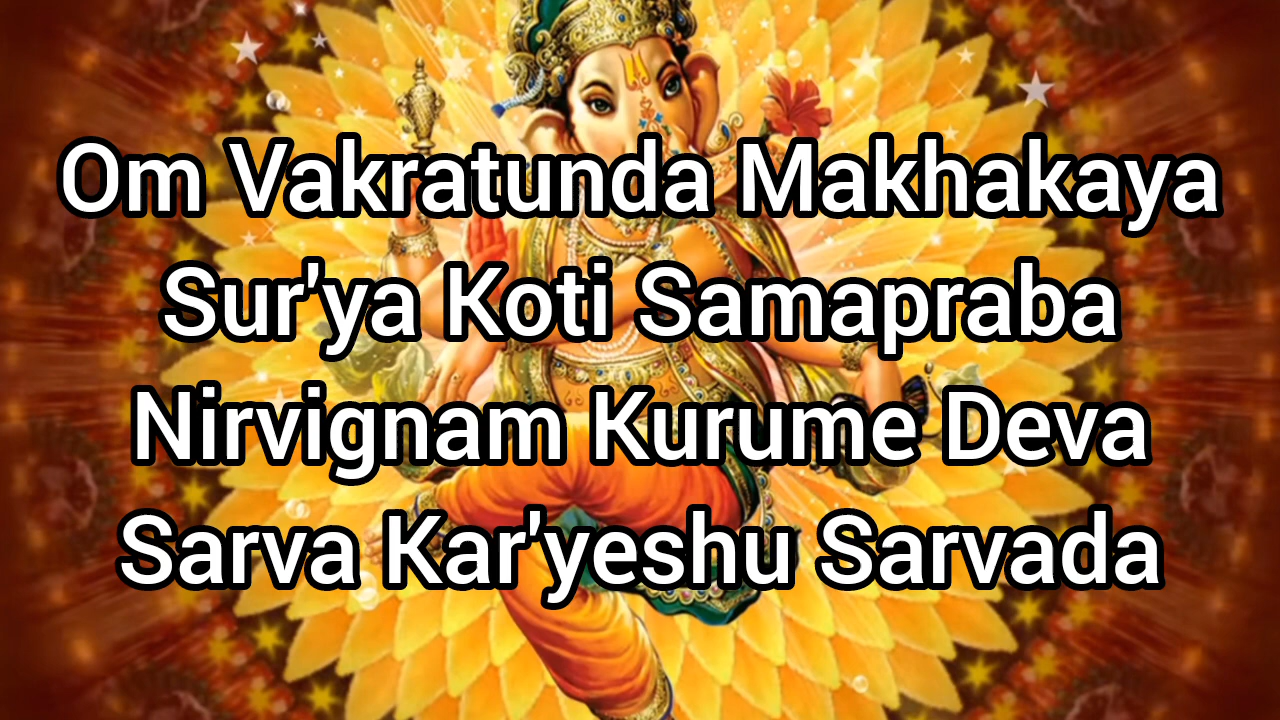 Om Vakratunda Makhakaya
Sur'ya Koti Samapraba
Nirvignam Kurume Deva
Sarva Kar'yeshu Sarvada